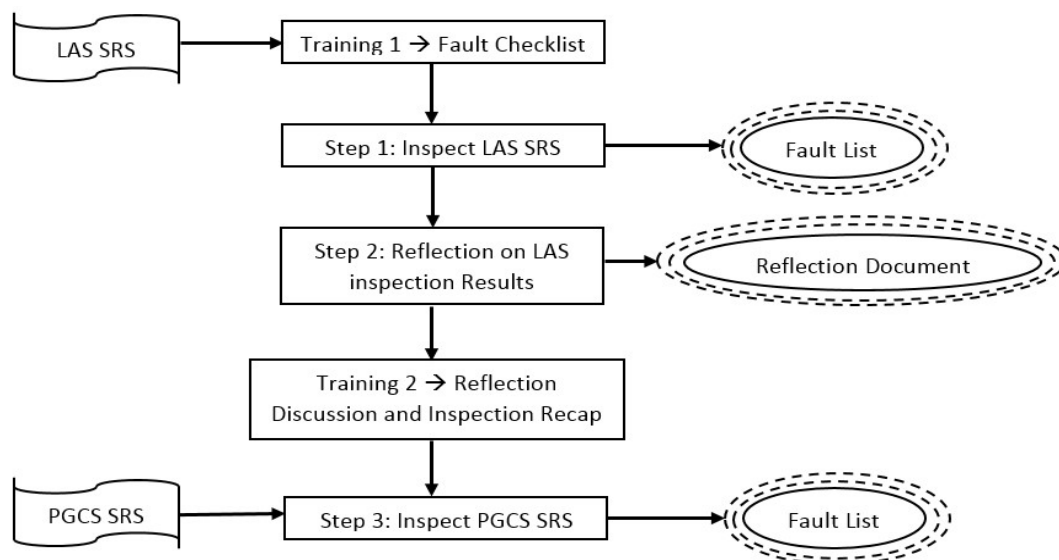 LAS SRS
Training 1 → Fault Checklist
Step 1: Inspect LAS SRS
Fault List
Step 2: Reflection on LAS
inspection Results
Reflection Document
Training 2 → Reflection
Discussion and Inspection Recap
PGCS SRS
Step 3: Inspect PGCS SRS
Fault List